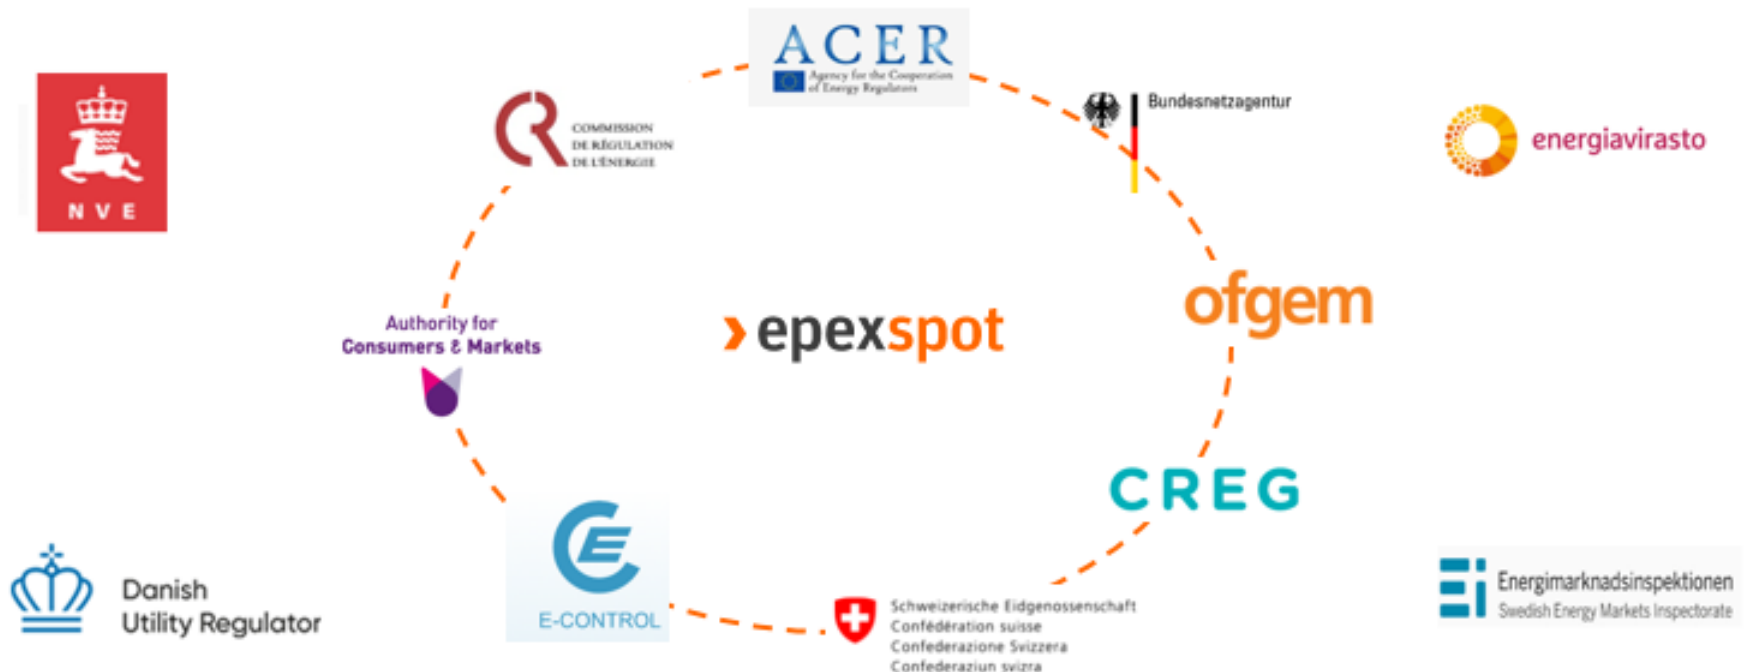 ACER
Agency for the Cooperation
of Energy Regulators
NVE
COMMISSION
DE RÉGULATION
DE L'ÉNERGIE
Bundesnetzagentur
energiavirasto
Authority for
Consumers & Markets
epexspot
ofgem
CREG
Danish
Utility Regulator
E-CONTROL
Schweizerische Eidgenossenschaft
Confédération suisse
Confederazione Svizzera
Confederaziun svizra
Energimarknadsinspektionen
Swedish Energy Markets Inspectorate